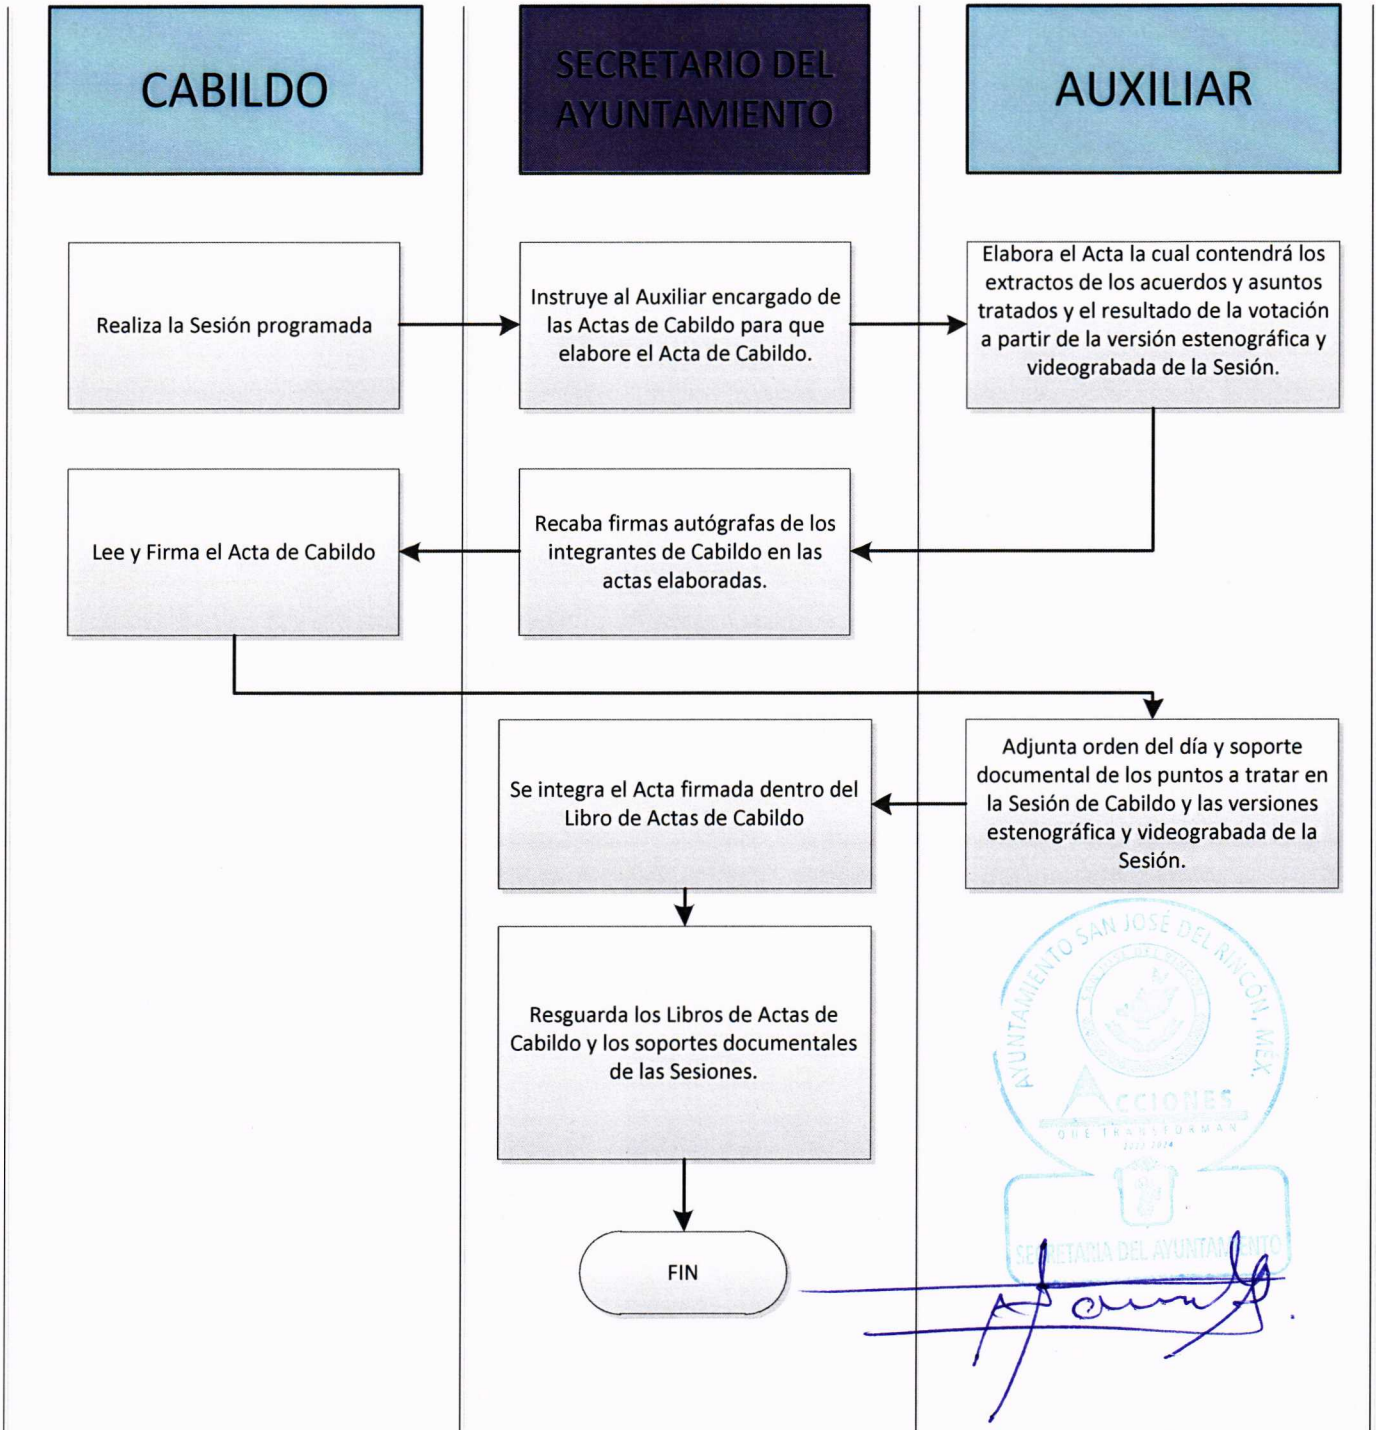 CABILDO
SECRETARIO DEL
AYUNTAMIENTO
AUXILIAR
Realiza la Sesión programada
Instruye al Auxiliar encargado de
las Actas de Cabildo para que
elabore el Acta de Cabildo.
Elabora el Acta la cual contendrá los
extractos de los acuerdos y asuntos
tratados y el resultado de la votación
a partir de la versión estenográfica y
videograbada de la Sesión.
Lee y Firma el Acta de Cabildo
Recaba firmas autógrafas de los
integrantes de Cabildo en las
actas elaboradas.
Se integra el Acta firmada dentro del
Libro de Actas de Cabildo
Adjunta orden del día y soporte
documental de los puntos a tratar en
la Sesión de Cabildo y las versiones
estenográfica y videograbada de la
Sesión.
Resguarda los Libros de Actas de
Cabildo y los soportes documentales
de las Sesiones.
FIN
AYUNTAMIENTO SAN JOSÉ DEL RINCÓN, MÉX.
SAN JOSÉ DEL RINCÓN
ACCIONES
QUE TRANSFORMAN
SECRETARIA DEL AYUNTAMIENTO